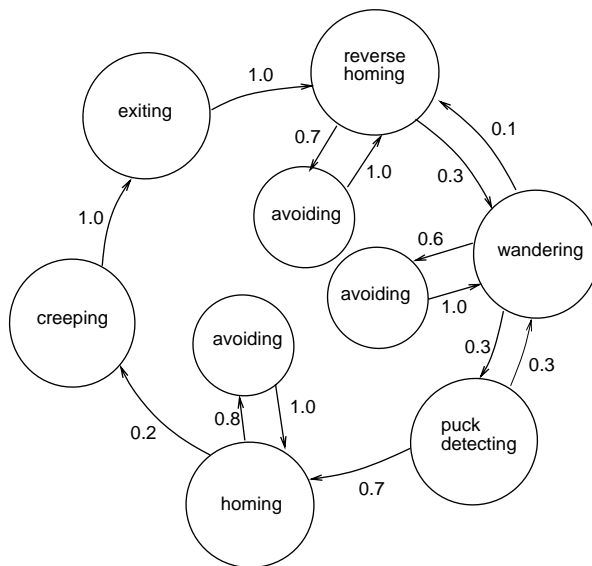 reverse
homing
1.0
exiting
0.7
0.1
1.0
0.3
avoiding
1.0
0.6
wandering
avoiding
1.0
creeping
avoiding
0.3
0.3
0.8
1.0
0.2
puck
detecting
0.7
homing